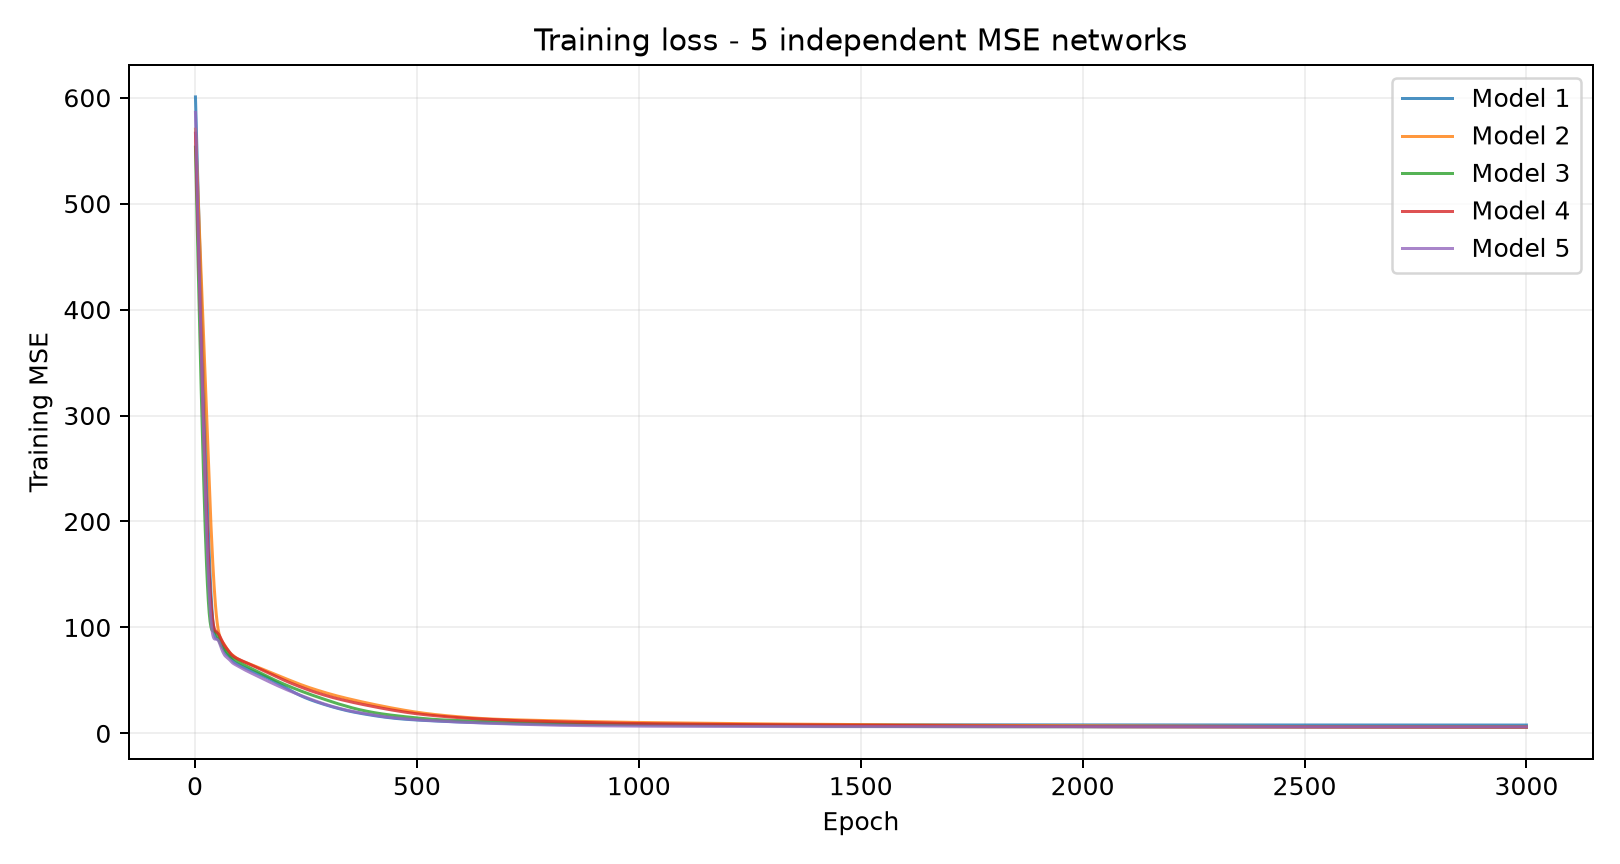 Training loss - 5 independent MSE networks
600
500
400
300
200
100
0
Training MSE
0 500 1000 1500 2000 2500 3000
Epoch
Model 1
Model 2
Model 3
Model 4
Model 5